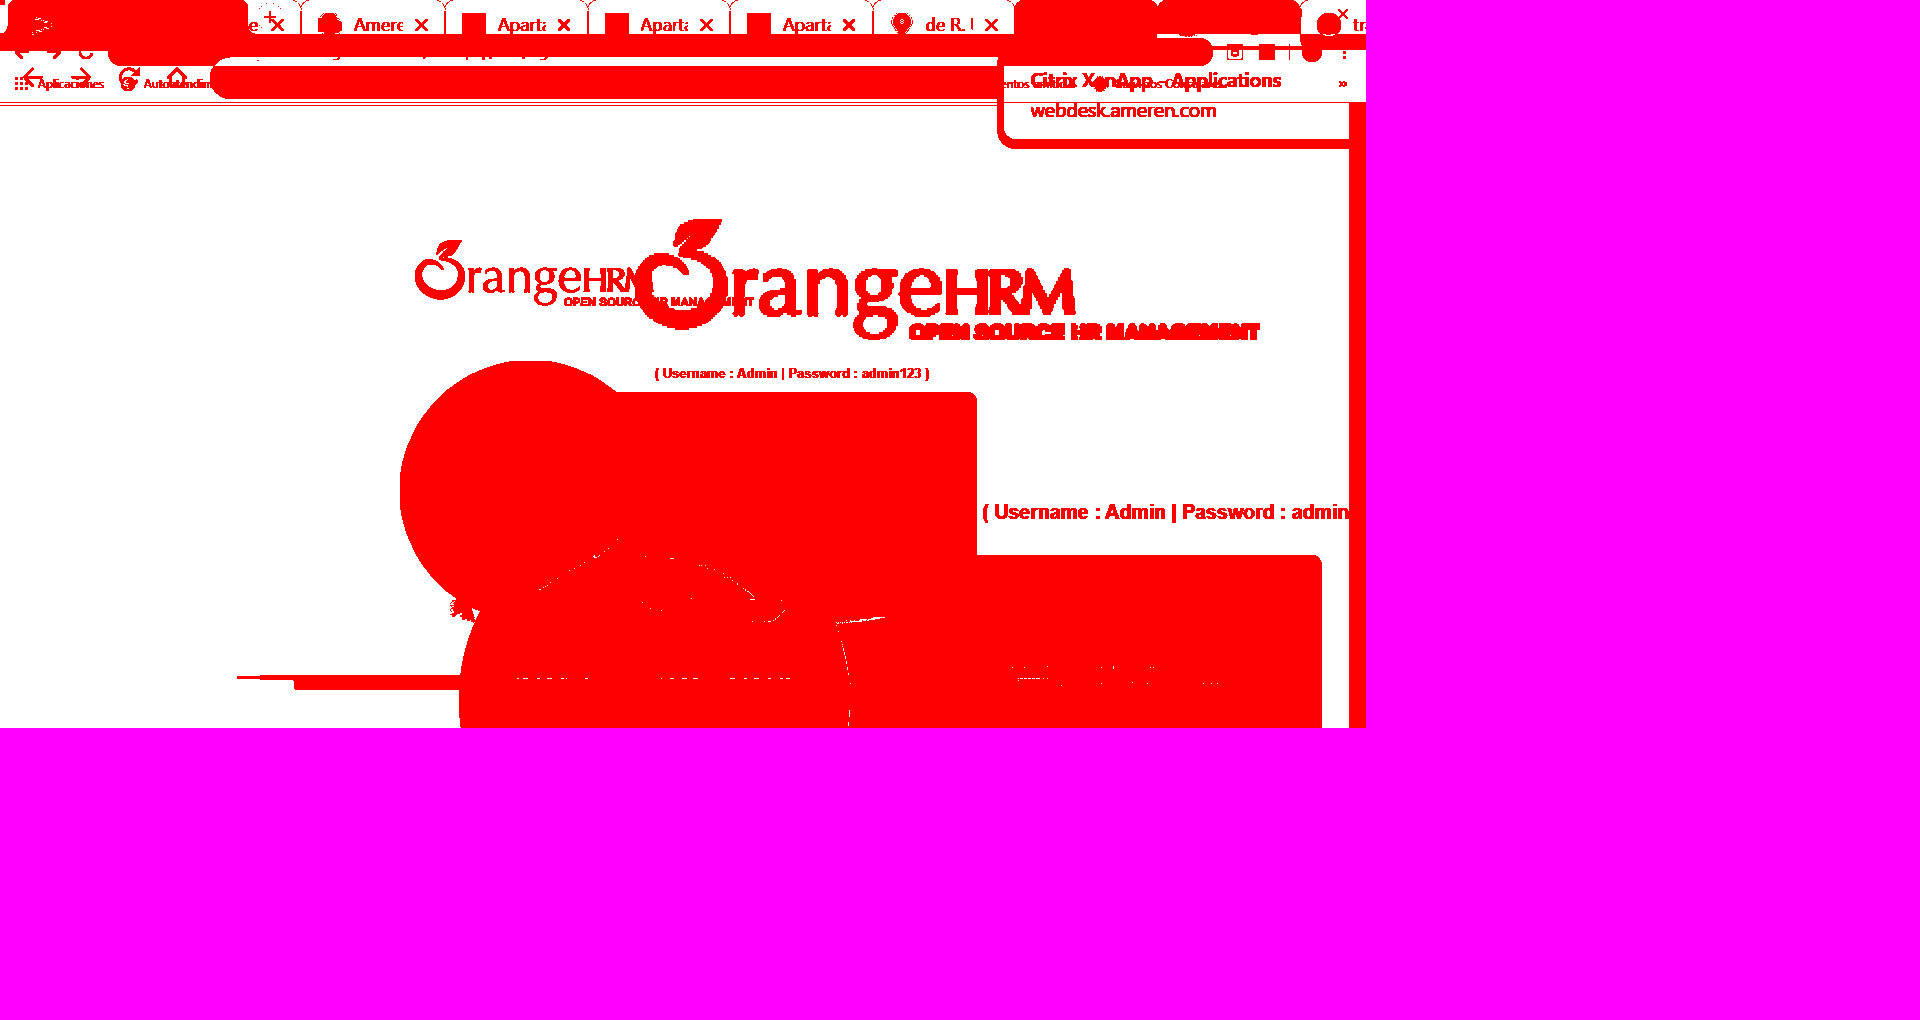 Amere Aparta Aparta Aparta de R. tr
Aplicaciones
Citrix XenApp - Applications
webdesk.ameren.com
OrangeHRM
OPEN SOURCE HR MANAGEMENT
OrangeHRM
OPEN SOURCE HR MANAGEMENT
( Username : Admin | Password : admin123 )
( Username : Admin | Password : admin